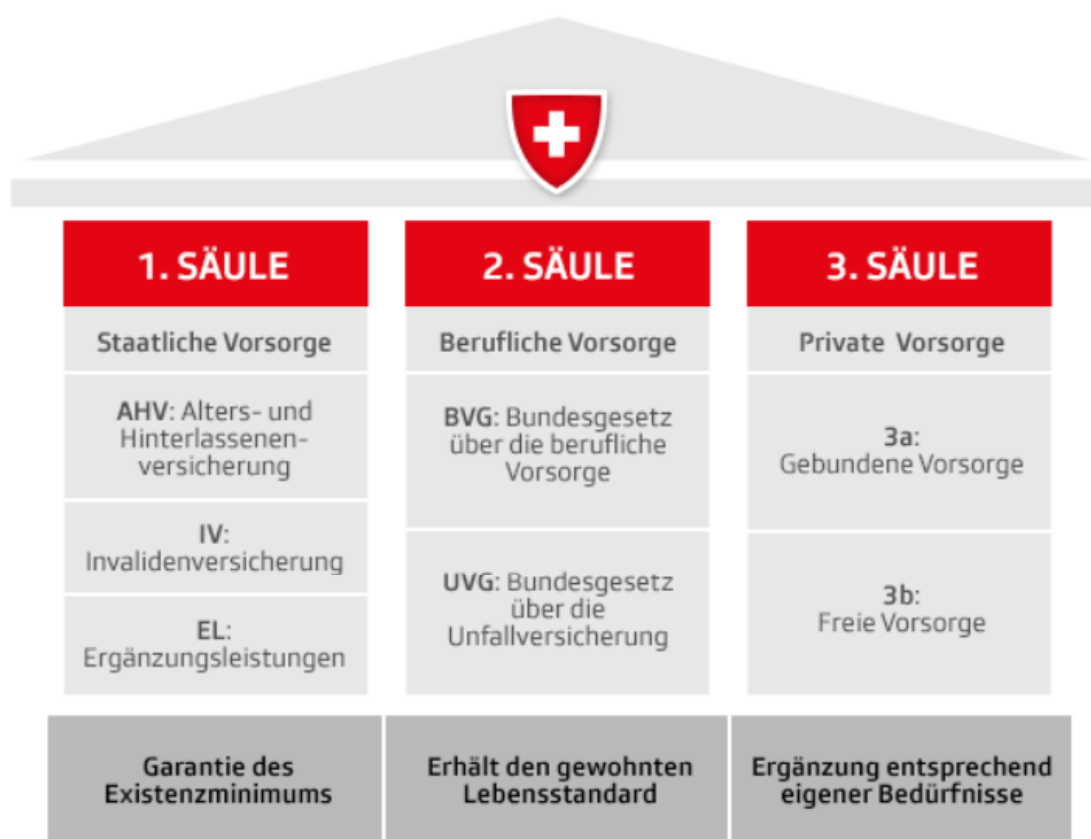 1. SÄULE
Staatliche Vorsorge
AHV: Alters- und
Hinterlassenen-
versicherung
IV:
Invalidenversicherung
EL:
Ergänzungsleistungen
Garantie des
Existenzminimums
2. SÄULE
Berufliche Vorsorge
BVG: Bundesgesetz
über die berufliche
Vorsorge
UVG: Bundesgesetz
über die
Unfallversicherung
Erhält den gewohnten
Lebensstandard
3. SÄULE
Private Vorsorge
3a:
Gebundene Vorsorge
3b:
Freie Vorsorge
Ergänzung entsprechend
eigener Bedürfnisse